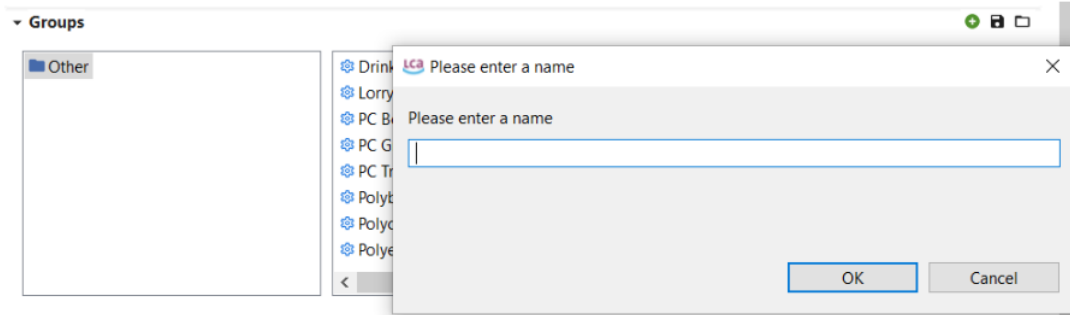 Groups
Other
Drink
Lorry
PC B
PC G
PC Tr
Polyb
Polyc
Polye
LCA Please enter a name
Please enter a name
OK
Cancel